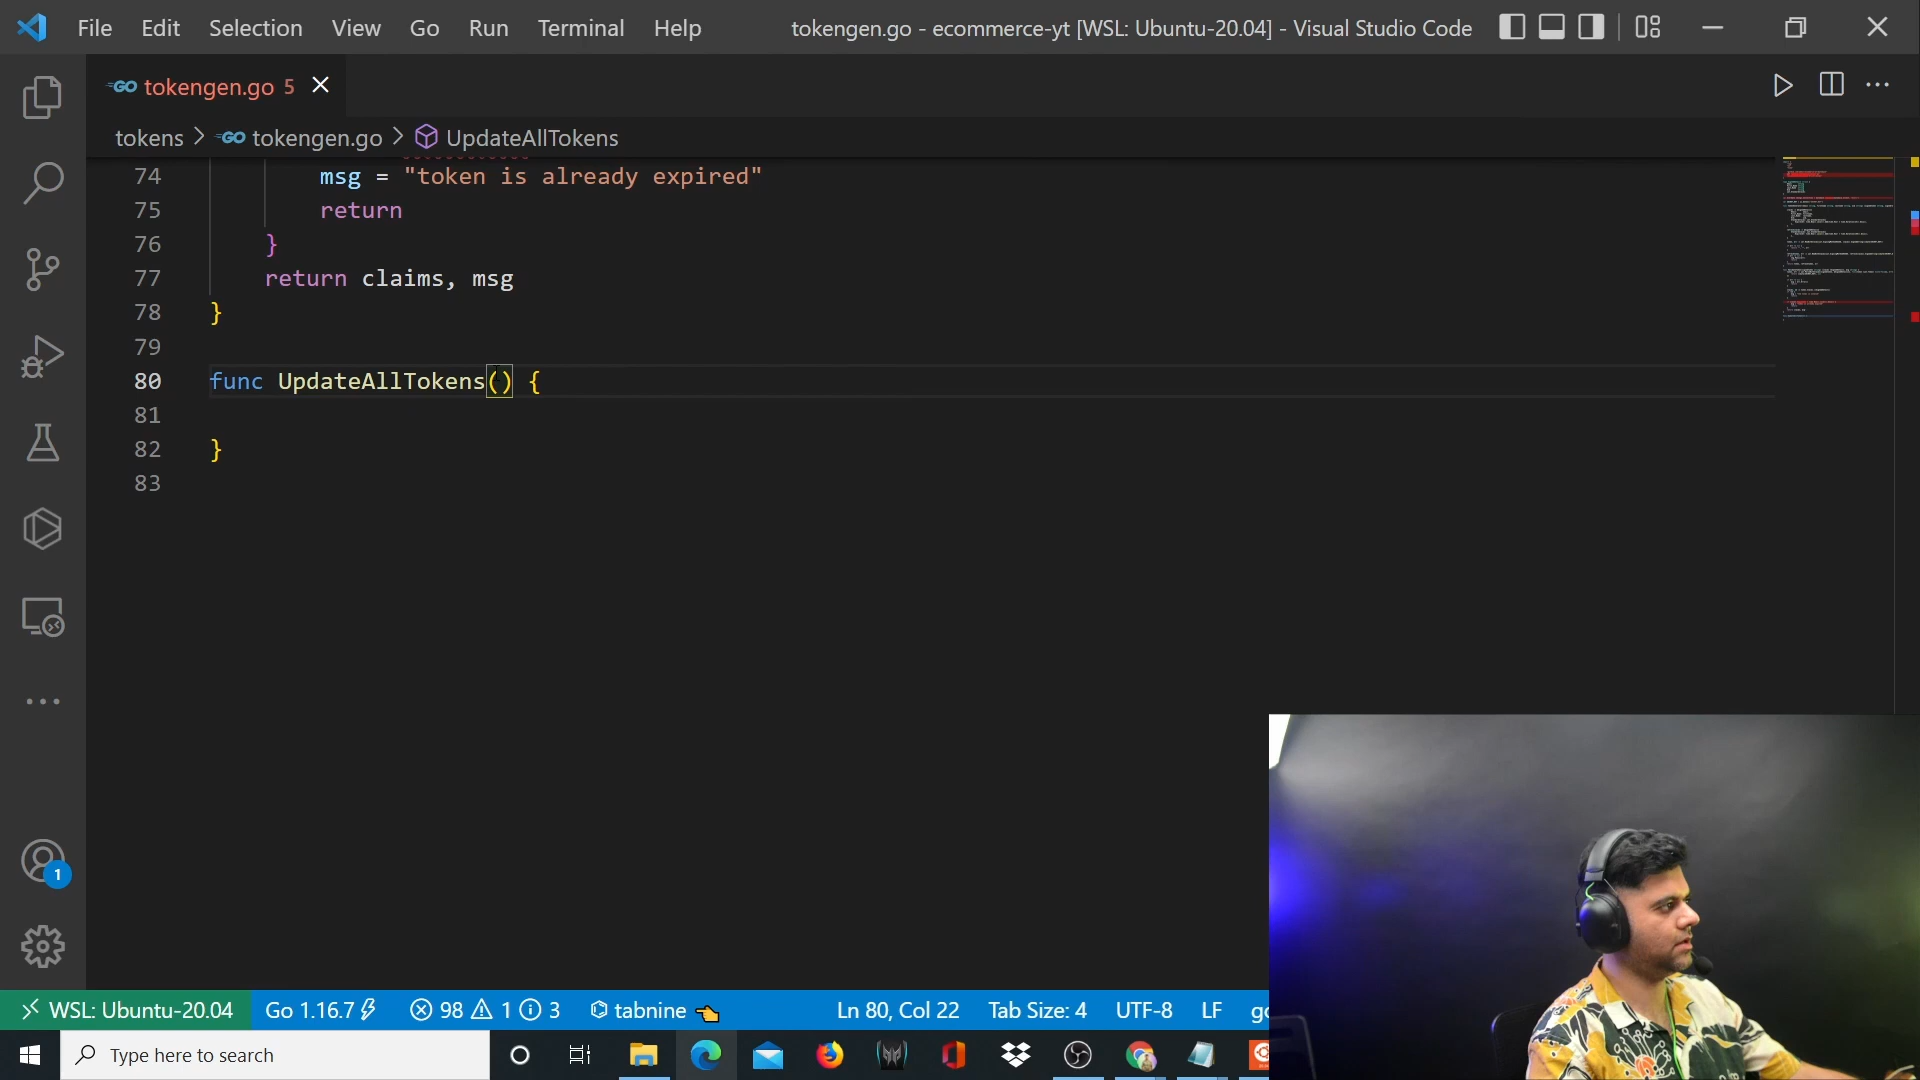 File Edit Selection View Go Run Terminal Help tokengen.go - ecommerce-yt [WSL: Ubuntu-20.04] - Visual Studio Code
GO tokengen.go 5
tokens > GO tokengen.go > UpdateAllTokens
74 msg = "token is already expired"
75 return
76 }
77 return claims, msg
78 }
79
80 func UpdateAllTokens() {
81
82 }
83
1
WSL: Ubuntu-20.04 Go 1.16.7 98 1 3 tabnine Ln 80, Col 22 Tab Size: 4 UTF-8 LF
Type here to search